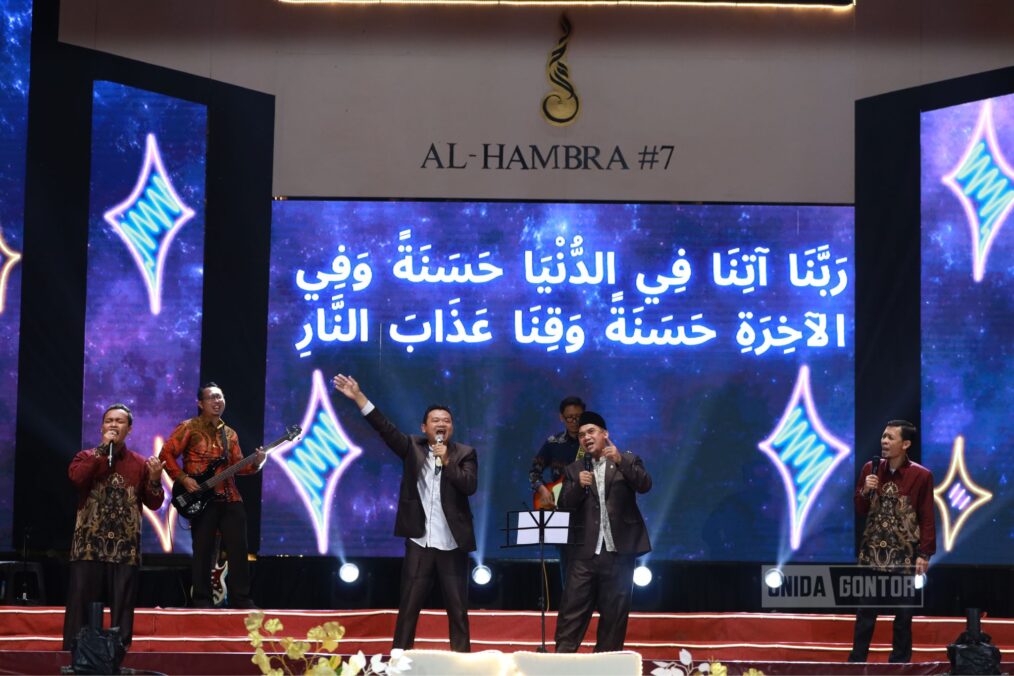 AL-HAMBRA #7
رَبَّنَا آتِنَا فِي الدُّنْيَا حَسَنَةً وَفِي
الآخِرَةِ حَسَنَةً وَقِنَا عَذَابَ النَّارِ
UNIDA GONTOR